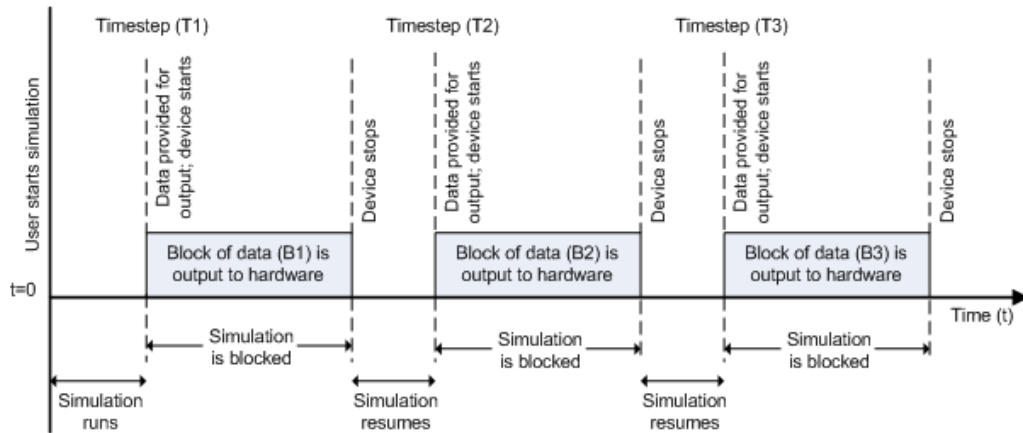 Timestep (T1)
Timestep (T2)
Timestep (T3)
User starts simulation
Data provided for
output; device starts
Device stops
Data provided for
output; device starts
Device stops
Data provided for
output; device starts
Device stops
Block of data (B1) is
output to hardware
Block of data (B2) is
output to hardware
Block of data (B3) is
output to hardware
t=0
Time (t)
Simulation
is blocked
Simulation
is blocked
Simulation
is blocked
Simulation
runs
Simulation
resumes
Simulation
resumes